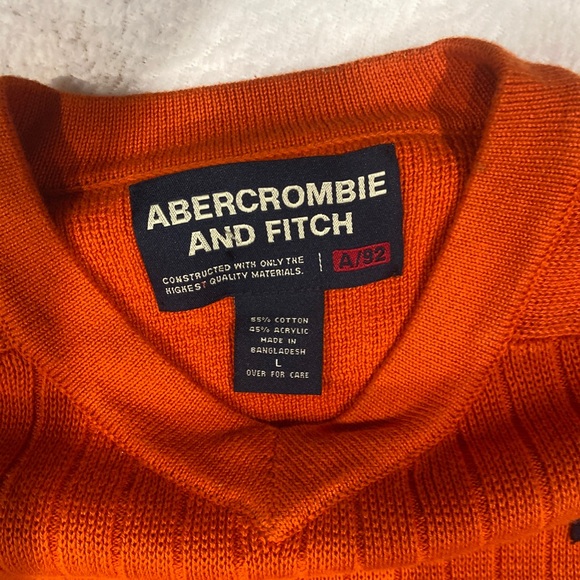 ABERCROMBIE
AND FITCH
CONSTRUCTED WITH ONLY THE
HIGHEST QUALITY MATERIALS.
A/92
55% COTTON
45% ACRYLIC
MADE IN
BANGLADESH
L
OVER FOR CARE